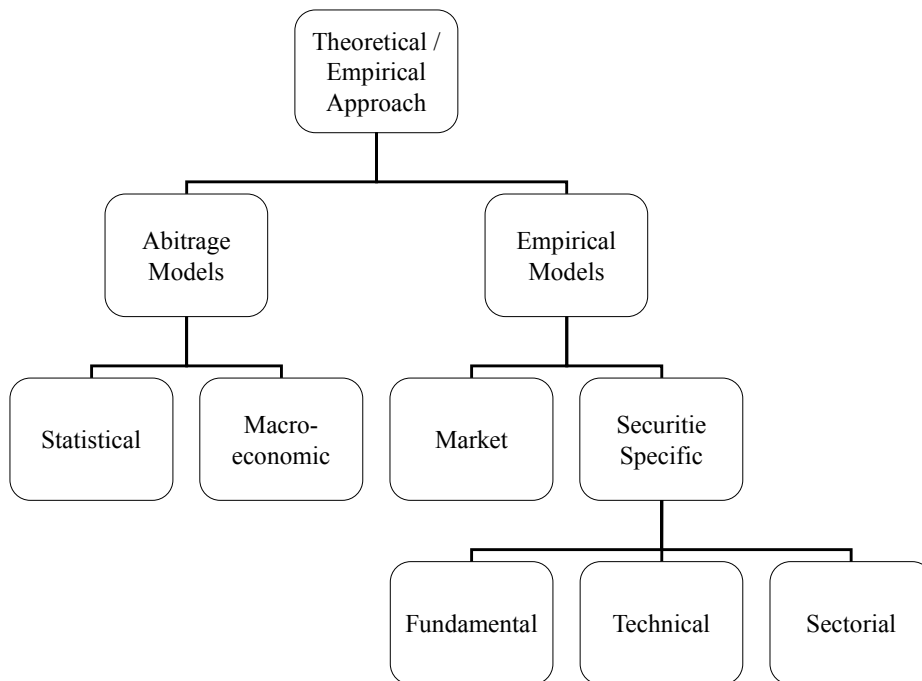 Theoretical /
Empirical
Approach
Abitrage
Models
Empirical
Models
Statistical
Macro-
economic
Market
Securitie
Specific
Fundamental
Technical
Sectorial